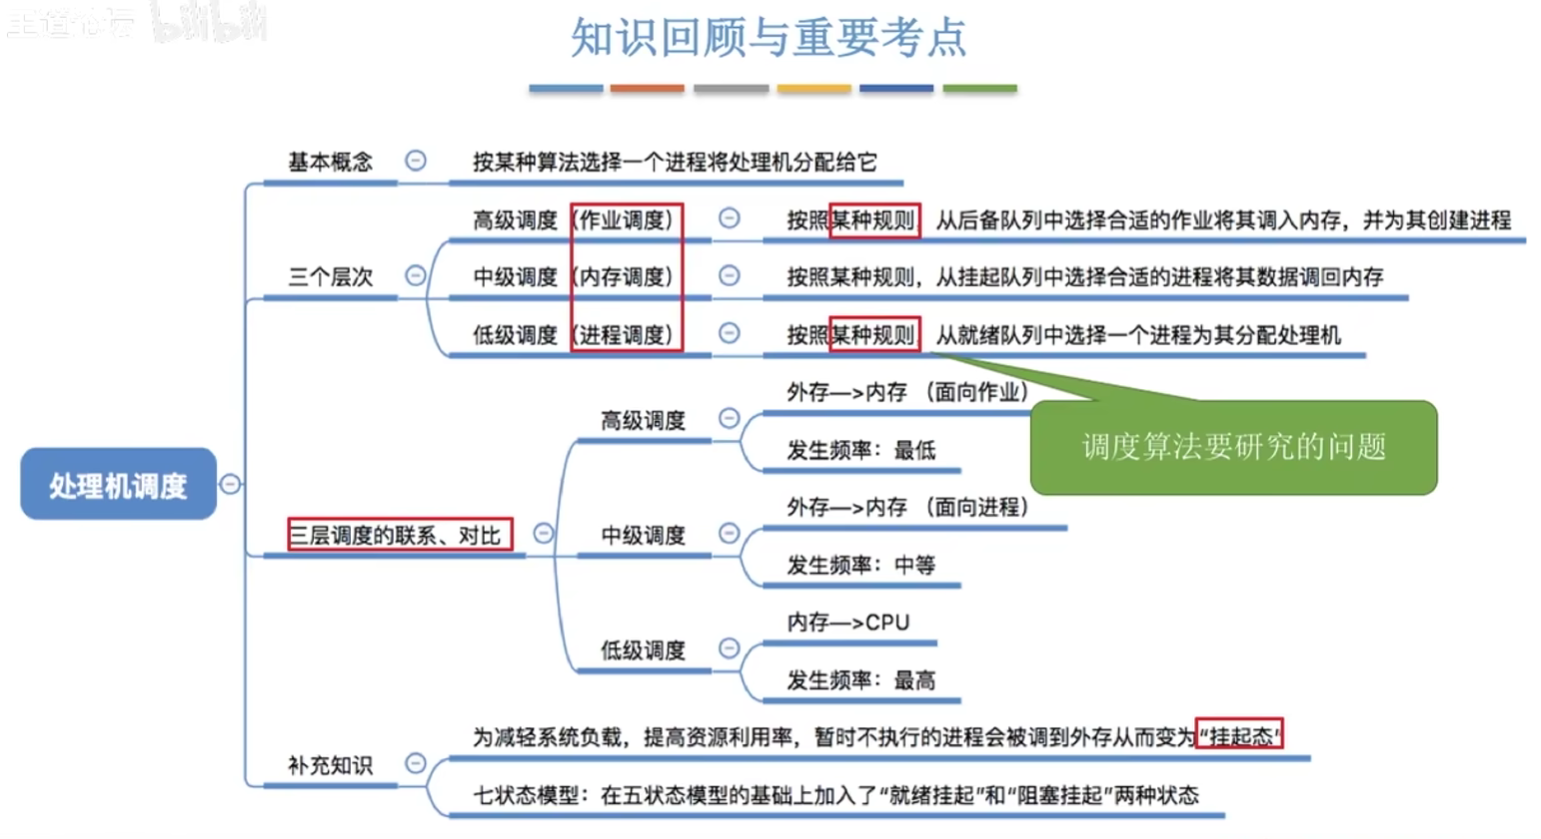 王道论坛 bilibili
知识回顾与重要考点
基本概念
按某种算法选择一个进程将处理机分配给它
高级调度（作业调度）
按照某种规则，从后备队列中选择合适的作业将其调入内存，并为其创建进程
三个层次
中级调度（内存调度）
按照某种规则，从挂起队列中选择合适的进程将其数据调回内存
低级调度（进程调度）
按照某种规则，从就绪队列中选择一个进程为其分配处理机
调度算法要研究的问题
处理机调度
三层调度的联系、对比
高级调度
外存—>内存 （面向作业）
发生频率：最低
中级调度
外存—>内存 （面向进程）
发生频率：中等
低级调度
内存—>CPU
发生频率：最高
补充知识
为减轻系统负载，提高资源利用率，暂时不执行的进程会被调到外存从而变为“挂起态”
七状态模型：在五状态模型的基础上加入了“就绪挂起”和“阻塞挂起”两种状态